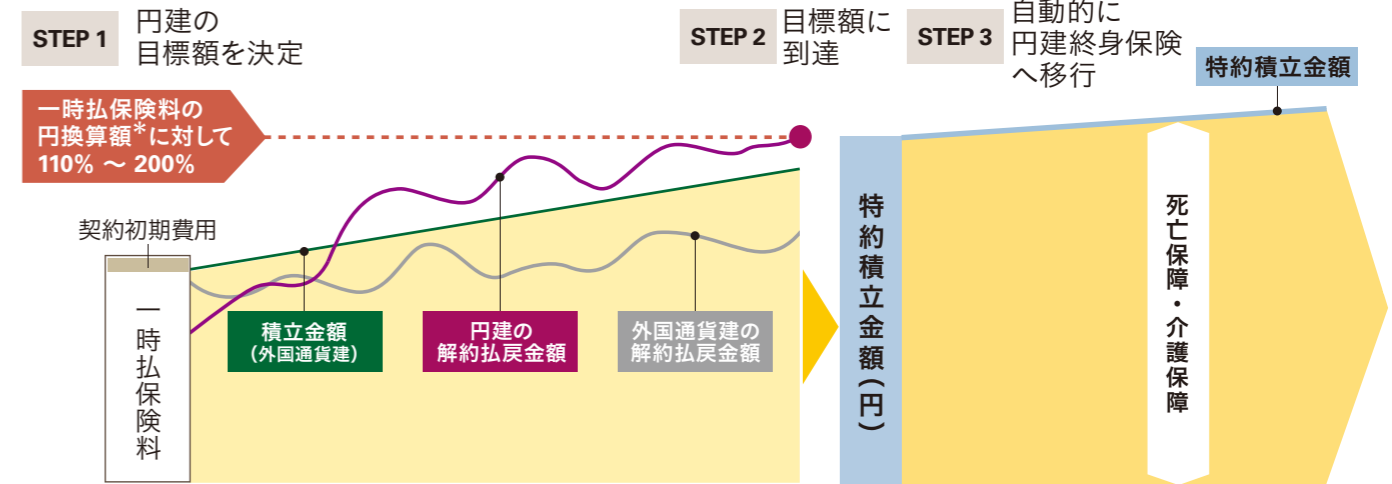 STEP 1
円建の
目標額を決定
STEP 2
目標額に
到達
STEP 3
自動的に
円建終身保険
へ移行
特約積立金額
一時払保険料の
円換算額*に対して
110% ～ 200%
契約初期費用
一時払保険料
積立金額
(外国通貨建)
円建の
解約払戻金額
外国通貨建の
解約払戻金額
特約積立金額(円)
死亡保障・介護保障